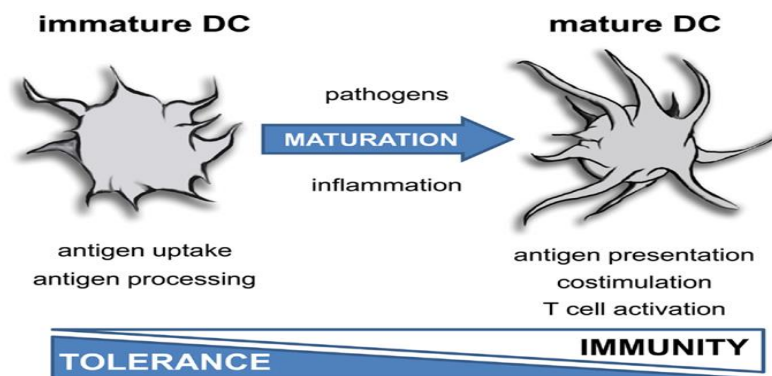 immature DC
mature DC
pathogens
MATURATION
inflammation
antigen uptake
antigen processing
antigen presentation
costimulation
T cell activation
IMMUNITY
TOLERANCE